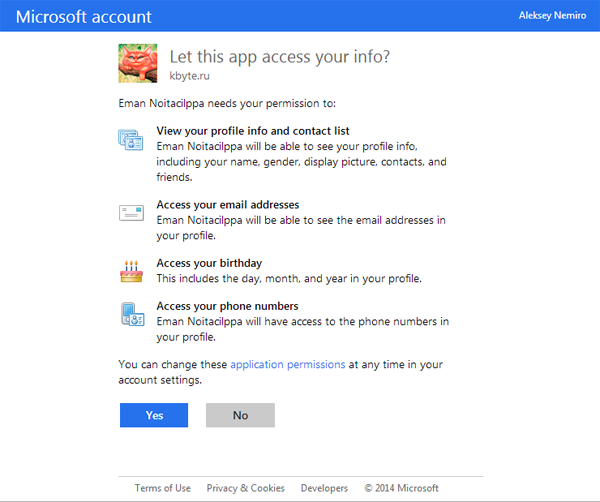 Microsoft account
Aleksey Nemiro
Let this app access your info?
kbyte.ru
Eman Noitacilppa needs your permission to:
View your profile info and contact list
Eman Noitacilppa will be able to see your profile info,
including your name, gender, display picture, contacts, and
friends.
Access your email addresses
Eman Noitacilppa will be able to see the email addresses in
your profile.
Access your birthday
This includes the day, month, and year in your profile.
Access your phone numbers
Eman Noitacilppa will have access to the phone numbers in
your profile.
You can change these application permissions at any time in your
account settings.
Yes
No
Terms of Use
Privacy & Cookies
Developers
© 2014 Microsoft